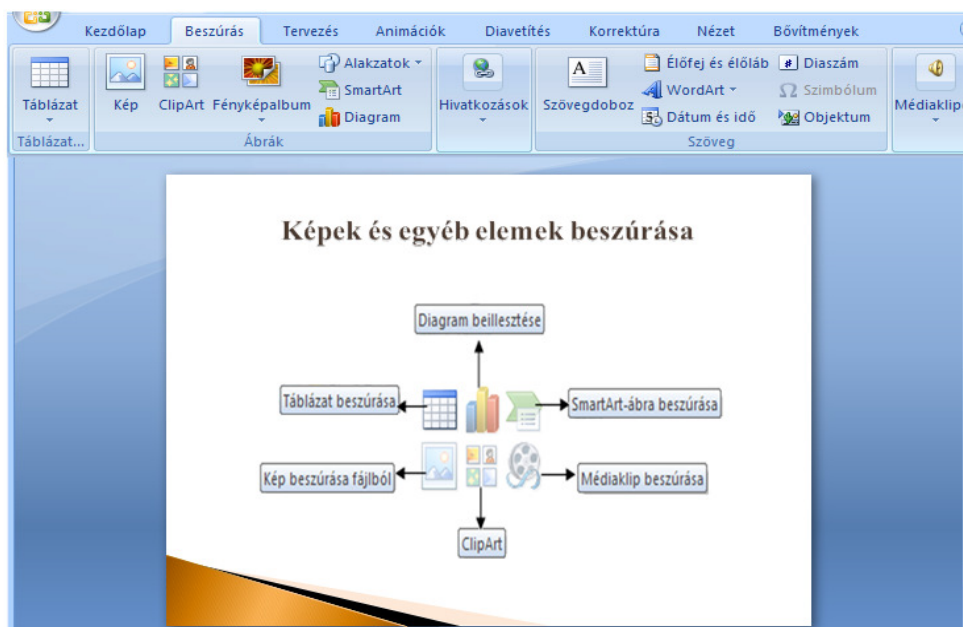 Kezdőlap Beszúrás Tervezés Animációk Diavetítés Korrektúra Nézet Bővítmények
Táblázat
Kép
ClipArt
Fényképalbum
Alakzatok
SmartArt
Diagram
Hivatkozások
Szövegdoboz
Élőfej és élőláb
WordArt
Dátum és idő
# Diaszám
Ω Szimbólum
Objektum
Médiaklipe
Táblázat... Ábrák Szöveg
Képek és egyéb elemek beszúrása
Diagram beillesztése
Táblázat beszúrása
SmartArt-ábra beszúrása
Kép beszúrása fájlból
Médiaklip beszúrása
ClipArt